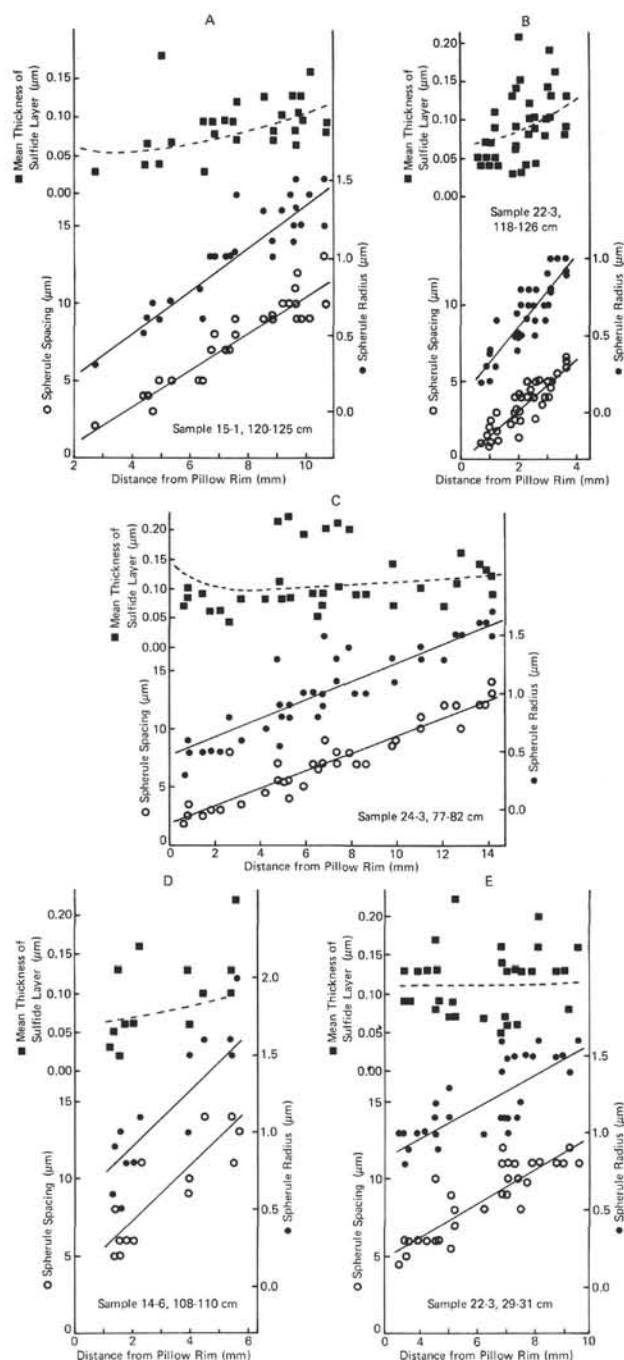 A
Mean Thickness of
Sulfide Layer (μm)
0.15
0.10
0.05
0.00
Spherule Spacing (μm)
15
10
5
0
1.5
1.0
0.5
0.0
Spherule Radius (μm)
Sample 15-1, 120-125 cm
2 4 6 8 10
Distance from Pillow Rim (mm)
B
Mean Thickness of
Sulfide Layer (μm)
0.20
0.15
0.10
0.05
0.00
Sample 22-3,
118-126 cm
Spherule Spacing (μm)
10
5
0
1.0
0.5
0.0
Spherule Radius (μm)
0 2 4
Distance from Pillow Rim (mm)
C
Mean Thickness of
Sulfide Layer (μm)
0.20
0.15
0.10
0.05
0.00
Spherule Spacing (μm)
15
10
5
0
1.5
1.0
0.5
0.0
Spherule Radius (μm)
Sample 24-3, 77-82 cm
0 2 4 6 8 10 12 14
Distance from Pillow Rim (mm)
D
Mean Thickness of
Sulfide Layer (μm)
0.20
0.15
0.10
0.05
0.00
Spherule Spacing (μm)
15
10
5
0
2.0
1.5
1.0
0.5
0.0
Spherule Radius (μm)
Sample 14-6, 108-110 cm
0 2 4 6
Distance from Pillow Rim (mm)
E
Mean Thickness of
Sulfide Layer (μm)
0.20
0.15
0.10
0.05
0.00
Spherule Spacing (μm)
15
10
5
0
1.5
1.0
0.5
0.0
Spherule Radius (μm)
Sample 22-3, 29-31 cm
4 6 8 10
Distance from Pillow Rim (mm)